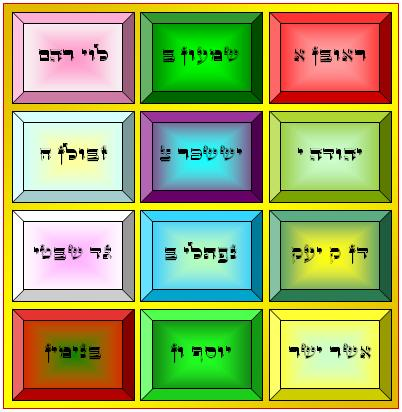 ראובן א
שמעון ב
לוי רהם
יהודה י
יששכר צ
זבולן ח
דן ק יעק
נפתלי ב
גד שבטי
אשר ישר
יוסף ון
בנימין